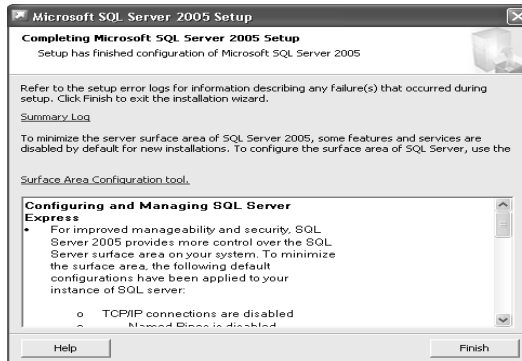 Microsoft SQL Server 2005 Setup
Completing Microsoft SQL Server 2005 Setup
Setup has finished configuration of Microsoft SQL Server 2005
Refer to the setup error logs for information describing any failure(s) that occurred during
setup. Click Finish to exit the installation wizard.
Summary Log
To minimize the server surface area of SQL Server 2005, some features and services are
disabled by default for new installations. To configure the surface area of SQL Server, use the
Surface Area Configuration tool.
Configuring and Managing SQL Server
Express
• For improved manageability and security, SQL
Server 2005 provides more control over the SQL
Server surface area on your system. To minimize
the surface area, the following default
configurations have been applied to your
instance of SQL server:
o TCP/IP connections are disabled
o Named Pipes is disabled
Help
Finish